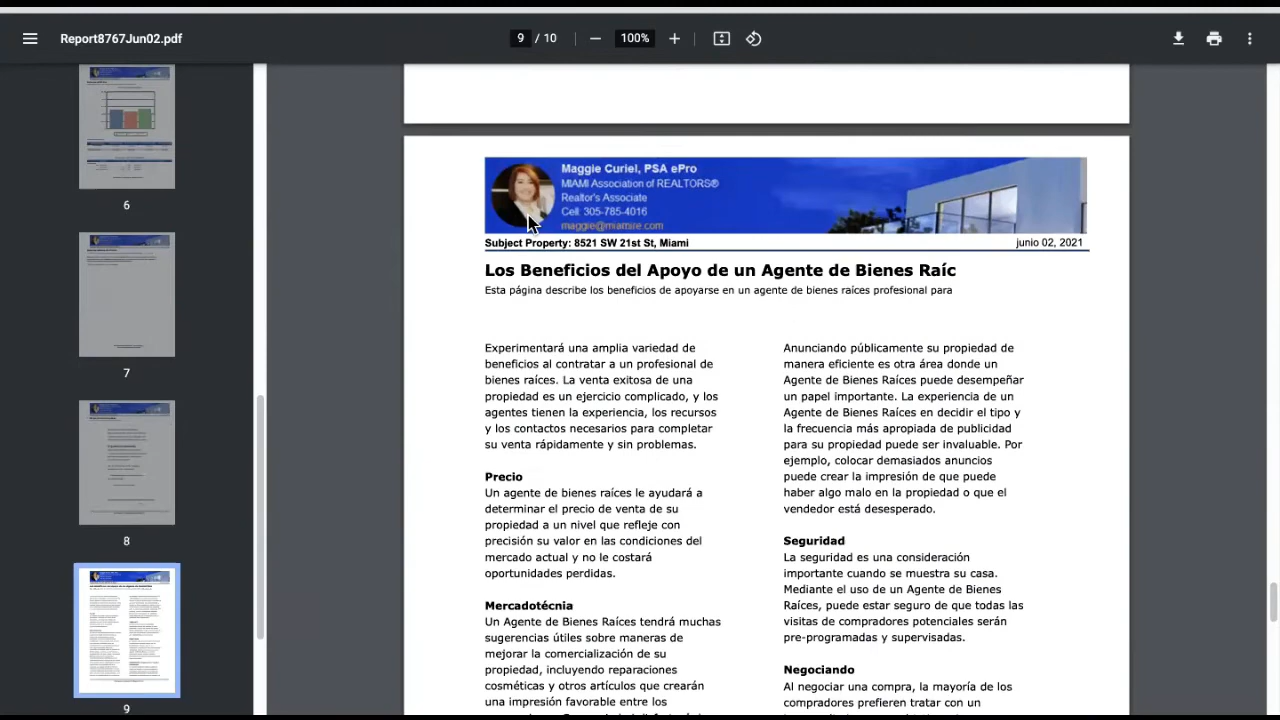 Report8767Jun02.pdf
9 / 10
100%
6
7
8
9
Maggie Curiel, PSA ePro
MIAMI Association of REALTORS®
Realtor's Associate
Cell: 305-785-4016
maggie@miamire.com
Subject Property: 8521 SW 21st St, Miami
junio 02, 2021
Los Beneficios del Apoyo de un Agente de Bienes Raíc
Esta página describe los beneficios de apoyarse en un agente de bienes raíces profesional para
Experimentará una amplia variedad de
beneficios al contratar a un profesional de
bienes raíces. La venta exitosa de una
propiedad es un ejercicio complicado, y los
agentes tienen la experiencia, los recursos
y los contactos necesarios para completar
su venta rápidamente y sin problemas.
Precio
Un agente de bienes raíces le ayudará a
determinar el precio de venta de su
propiedad a un nivel que refleje con
precisión su valor en las condiciones del
mercado actual y no le costará
oportunidades perdidas.
Mercadotecnia
Un Agente de Bienes Raíces tendrá muchas
sugerencias útiles sobre maneras de
mejorar la comercialización de su
propiedad, incluyendo reparaciones
cosméticas y otros artículos que crearán
una impresión favorable entre los
Anunciando públicamente su propiedad de
manera eficiente es otra área donde un
Agente de Bienes Raíces puede desempeñar
un papel importante. La experiencia de un
Agente de Bienes Raíces en decidir el tipo y
la frecuencia más apropiada de publicidad
para su propiedad puede ser invaluable. Por
ejemplo, colocar demasiados anuncios
puede crear la impresión de que puede
haber algo malo en la propiedad o que el
vendedor está desesperado.
Seguridad
La seguridad es una consideración
importante cuando se muestra su casa.
Mediante el uso de un Agente de Bienes
Raíces, puede estar seguro de que todas las
visitas de compradores potenciales serán
preprogramadas y supervisadas.
Negociando
Al negociar una compra, la mayoría de los
compradores prefieren tratar con un